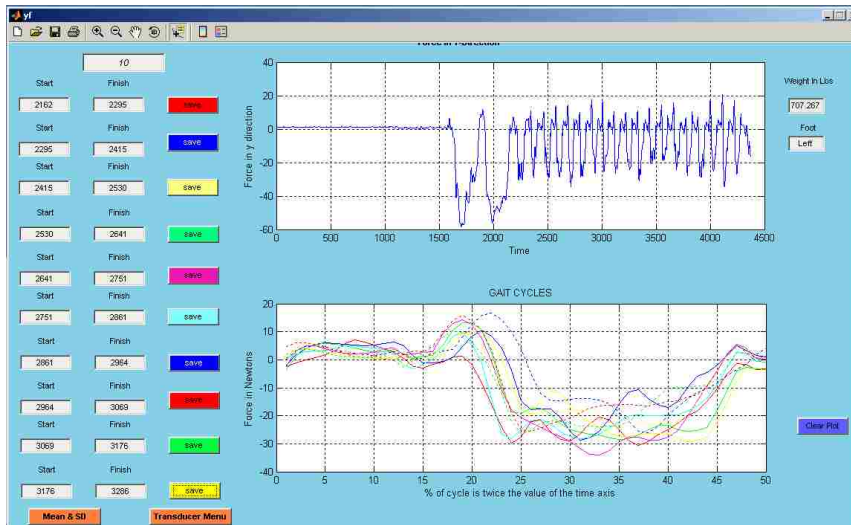 yf
10
Start Finish
2162 2295 save
2295 2415 save
Start Finish
2415 2530 save
Start Finish
Start Finish
2530 2641 save
Start Finish
2641 2751 save
Start Finish
2751 2861 save
Start Finish
2861 2964 save
Start Finish
2964 3069 save
Start Finish
3069 3176 save
Start Finish
3176 3286 save
Mean & SD Transducer Menu
Force in Y-Direction
40
20
0
-20
-40
-60
Force in y direction
0 500 1000 1500 2000 2500 3000 3500 4000 4500
Time
GAIT CYCLES
20
10
0
-10
-20
-30
-40
Force in Newtons
0 5 10 15 20 25 30 35 40 45 50
% of cycle is twice the value of the time axis
Weight In Lbs
707.267
Foot
Left
Clear Plot